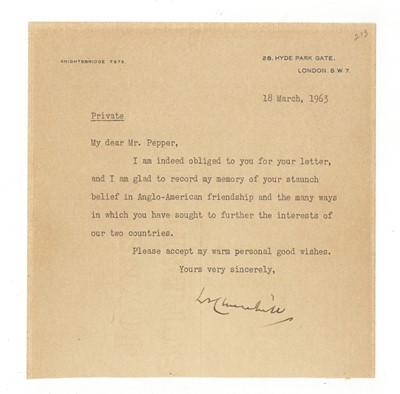 213
KNIGHTSBRIDGE 7972.
28, HYDE PARK GATE,
LONDON. S.W.7.
18 March, 1963
Private
My dear Mr. Pepper,
I am indeed obliged to you for your letter,
and I am glad to record my memory of your staunch
belief in Anglo-American friendship and the many ways
in which you have sought to further the interests of
our two countries.
Please accept my warm personal good wishes.
Yours very sincerely,